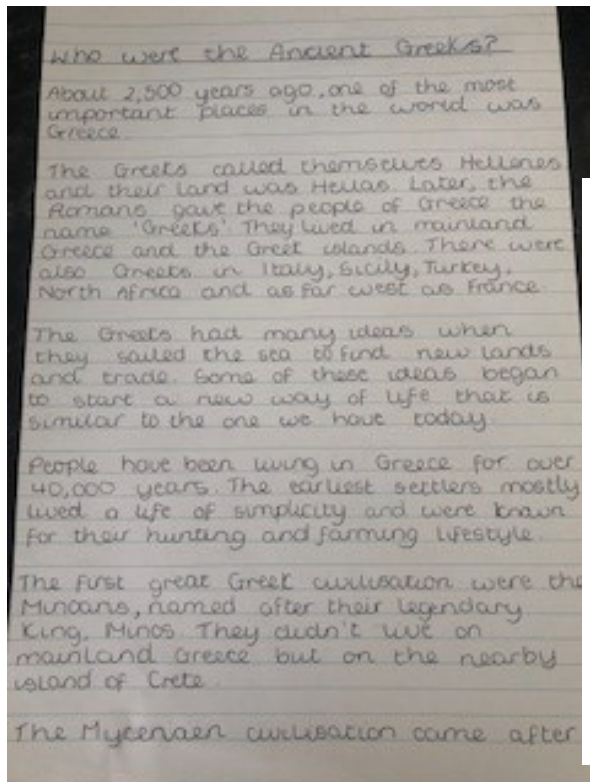 Who were the Ancient Greeks?
About 2,500 years ago, one of the most
important places in the world was
Greece.
The Greeks called themselves Hellenes
and their land was Hellas. Later, the
Romans gave the people of Greece the
name 'Greeks'. They lived in mainland
Greece and the Greek islands. There were
also Greeks in Italy, Sicily, Turkey,
North Africa and as far west as France.
The Greeks had many ideas when
they sailed the sea to find new lands
and trade. Some of these ideas began
to start a new way of life that is
similar to the one we have today.
People have been living in Greece for over
40,000 years. The earliest settlers mostly
lived a life of simplicity and were known
for their hunting and farming lifestyle.
The first great Greek civilisation were the
Minoans, named after their legendary
King, Minos. They didn't live on
mainland Greece but on the nearby
island of Crete.
The Mycenaen civilisation came after